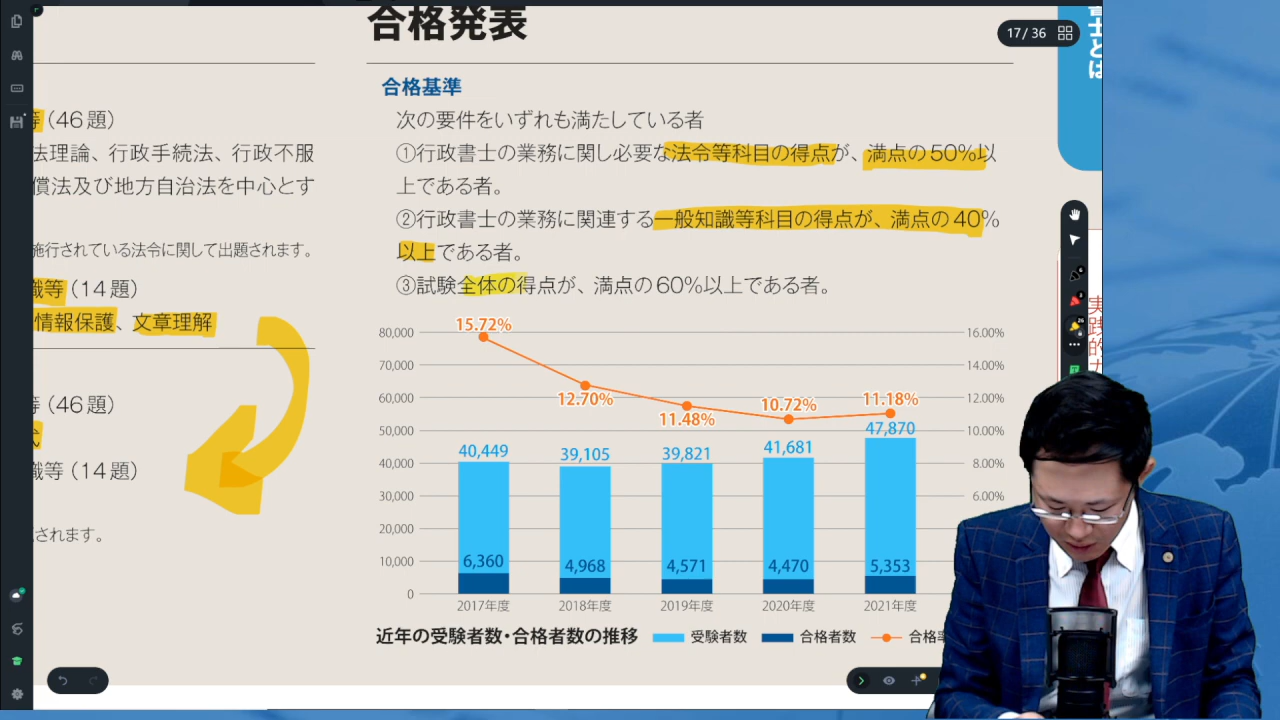 合格発表
17/36
書士とは
合格基準
等(46題)
次の要件をいずれも満たしている者
法理論、行政手続法、行政不服
①行政書士の業務に関し必要な法令等科目の得点が、満点の50%以
償法及び地方自治法を中心とす
上である者。
②行政書士の業務に関連する一般知識等科目の得点が、満点の40%
施行されている法令に関して出題されます。
以上である者。
識等(14題)
③試験全体の得点が、満点の60%以上である者。
情報保護、文章理解
等(46題)
式
識等(14題)
されます。
実践的
80,000
70,000
60,000
50,000
40,000
30,000
20,000
10,000
0
16.00%
14.00%
12.00%
10.00%
8.00%
6.00%
15.72%
12.70%
11.48%
10.72%
11.18%
40,449
39,105
39,821
41,681
47,870
6,360
4,968
4,571
4,470
5,353
2017年度
2018年度
2019年度
2020年度
2021年度
近年の受験者数・合格者数の推移
受験者数
合格者数
合格率